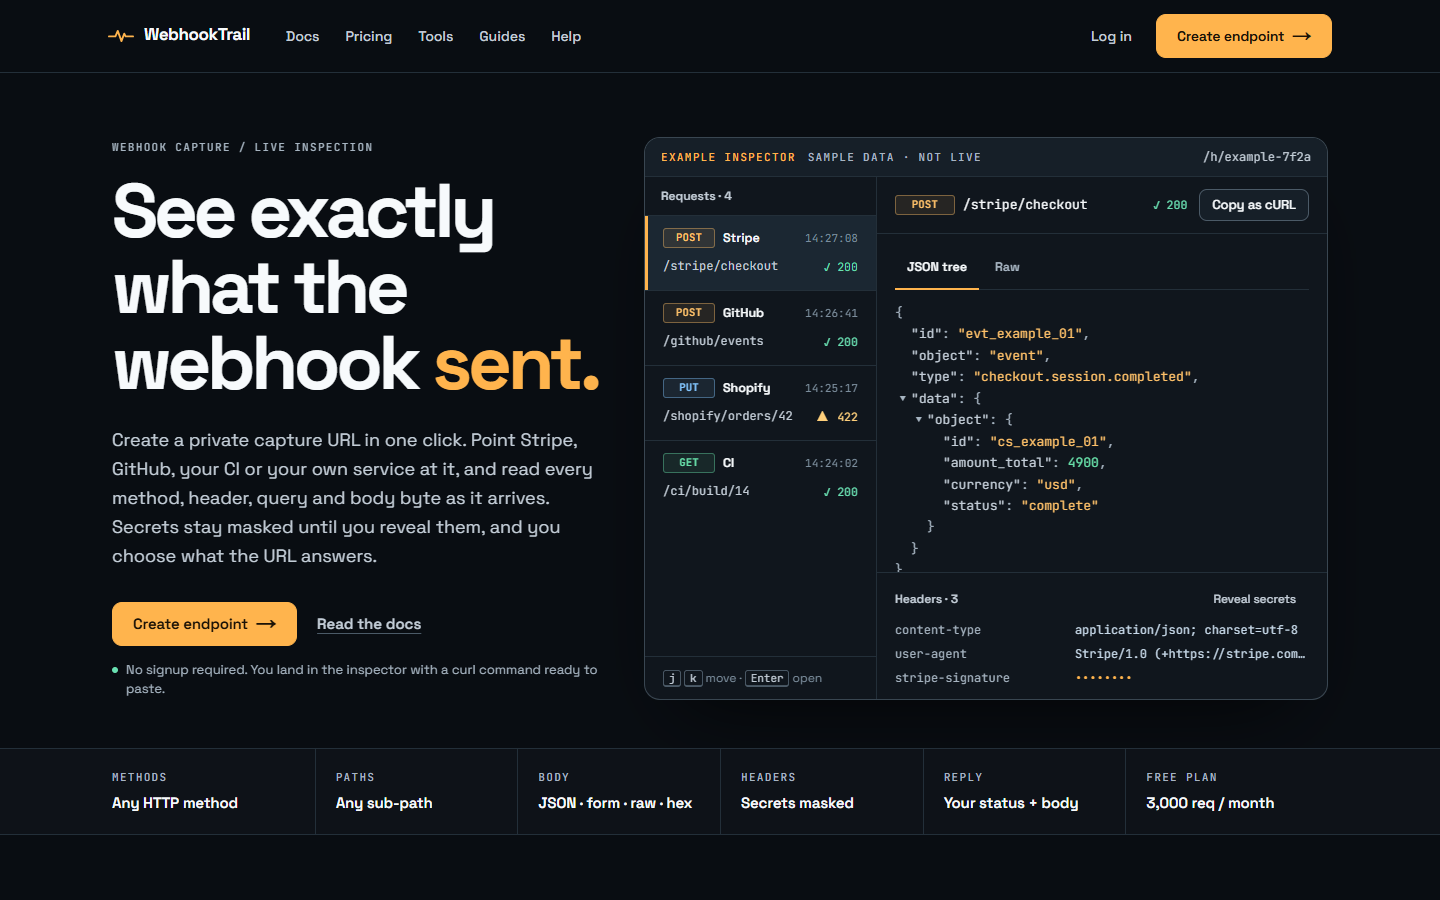 WebhookTrail Docs Pricing Tools Guides Help Log in Create endpoint →
WEBHOOK CAPTURE / LIVE INSPECTION
See exactly
what the
webhook sent.
Create a private capture URL in one click. Point Stripe,
GitHub, your CI or your own service at it, and read every
method, header, query and body byte as it arrives.
Secrets stay masked until you reveal them, and you
choose what the URL answers.
Create endpoint → Read the docs
No signup required. You land in the inspector with a curl command ready to
paste.
EXAMPLE INSPECTOR SAMPLE DATA · NOT LIVE /h/example-7f2a
Requests · 4
POST Stripe 14:27:08
/stripe/checkout ✓ 200
POST GitHub 14:26:41
/github/events ✓ 200
PUT Shopify 14:25:17
/shopify/orders/42 ▲ 422
GET CI 14:24:02
/ci/build/14 ✓ 200
j k move · Enter open
POST /stripe/checkout ✓ 200 Copy as cURL
JSON tree Raw
{
"id": "evt_example_01",
"object": "event",
"type": "checkout.session.completed",
▼ "data": {
▼ "object": {
"id": "cs_example_01",
"amount_total": 4900,
"currency": "usd",
"status": "complete"
}
}
}
Headers · 3 Reveal secrets
content-type application/json; charset=utf-8
user-agent Stripe/1.0 (+https://stripe.com…
stripe-signature ••••••••
METHODS PATHS BODY HEADERS REPLY FREE PLAN
Any HTTP method Any sub-path JSON · form · raw · hex Secrets masked Your status + body 3,000 req / month